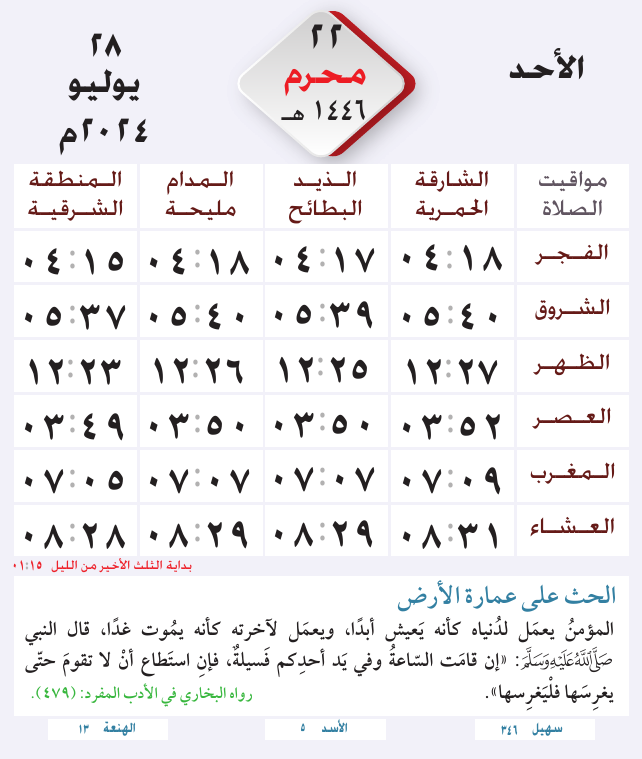 الأحد
٢٢
محرم
١٤٤٦ هـ
٢٨
يوليو
٢٠٢٤م
مواقيت الصلاة	الشارقة الحمرية	الذيد البطائح	المدام مليحة	المنطقة الشرقية
الفجر	٠٤:١٨	٠٤:١٧	٠٤:١٨	٠٤:١٥
الشروق	٠٥:٤٠	٠٥:٣٩	٠٥:٤٠	٠٥:٣٧
الظهر	١٢:٢٧	١٢:٢٥	١٢:٢٦	١٢:٢٣
العصر	٠٣:٥٢	٠٣:٥٠	٠٣:٥٠	٠٣:٤٩
المغرب	٠٧:٠٩	٠٧:٠٧	٠٧:٠٧	٠٧:٠٥
العشاء	٠٨:٣١	٠٨:٢٩	٠٨:٢٩	٠٨:٢٨
بداية الثلث الأخير من الليل ٠١:١٥
الحث على عمارة الأرض
المؤمنُ يعمَل لدُنياه كأنه يَعيش أبدًا، ويعمَل لآخرته كأنه يمُوت غدًا، قال النبي
صَلَّى اللَّهُ عَلَيْهِ وَسَلَّمَ: «إن قامَت السّاعةُ وفي يَد أحدِكم فَسيلةٌ، فإنِ استَطاع أنْ لا تقومَ حتّى
يغرِسَها فلْيَغرِسها». رواه البخاري في الأدب المفرد: (٤٧٩).
سهيل ٣٤٦	الأسد ٥	الهنعة ١٣